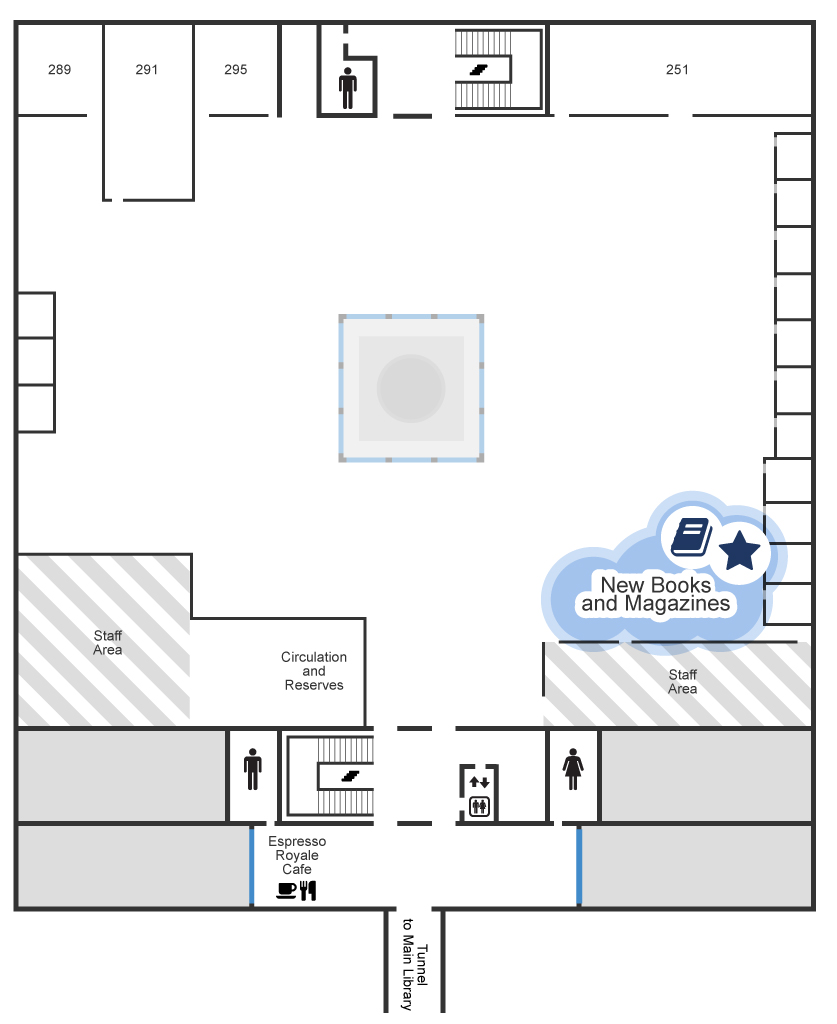 289
291
295
251
New Books
and Magazines
Staff
Area
Circulation
and
Reserves
Staff
Area
Espresso
Royale
Cafe
Tunnel
to Main Library